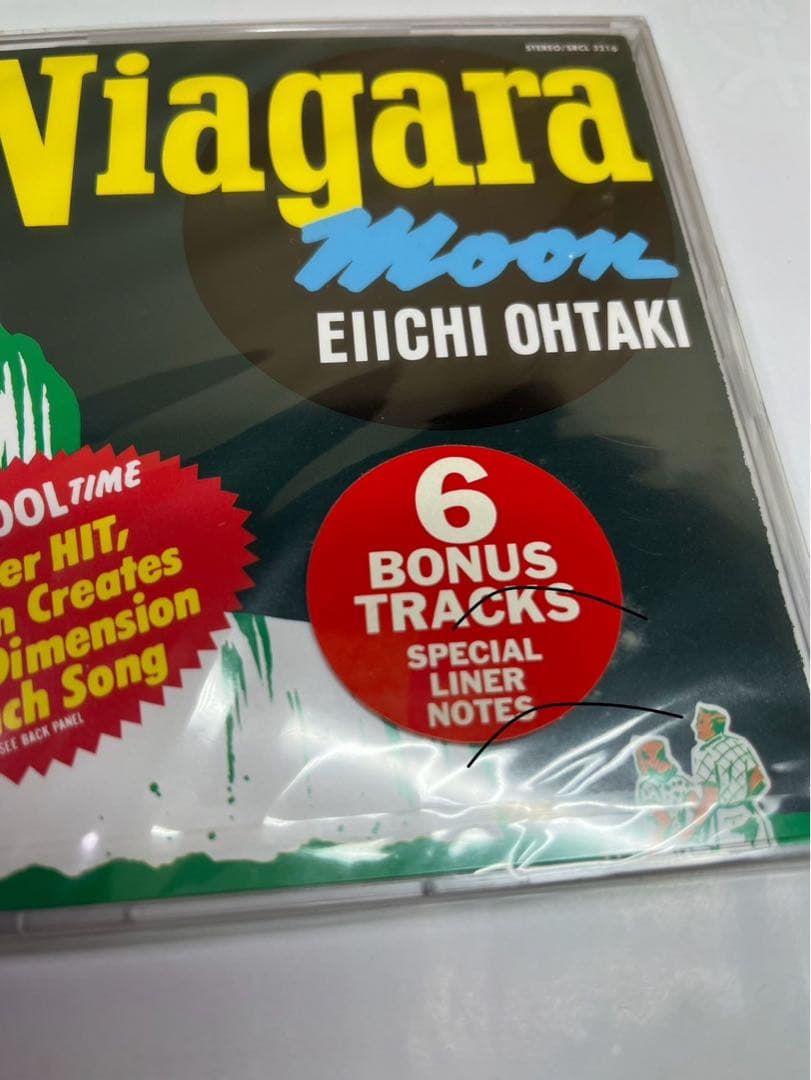 STEREO/SRCL 3216
Viagara
Moon
EIICHI OHTAKI
OOL TIME
er HIT,
n Creates
Dimension
ch Song
SEE BACK PANEL
6
BONUS
TRACKS
SPECIAL
LINER
NOTES